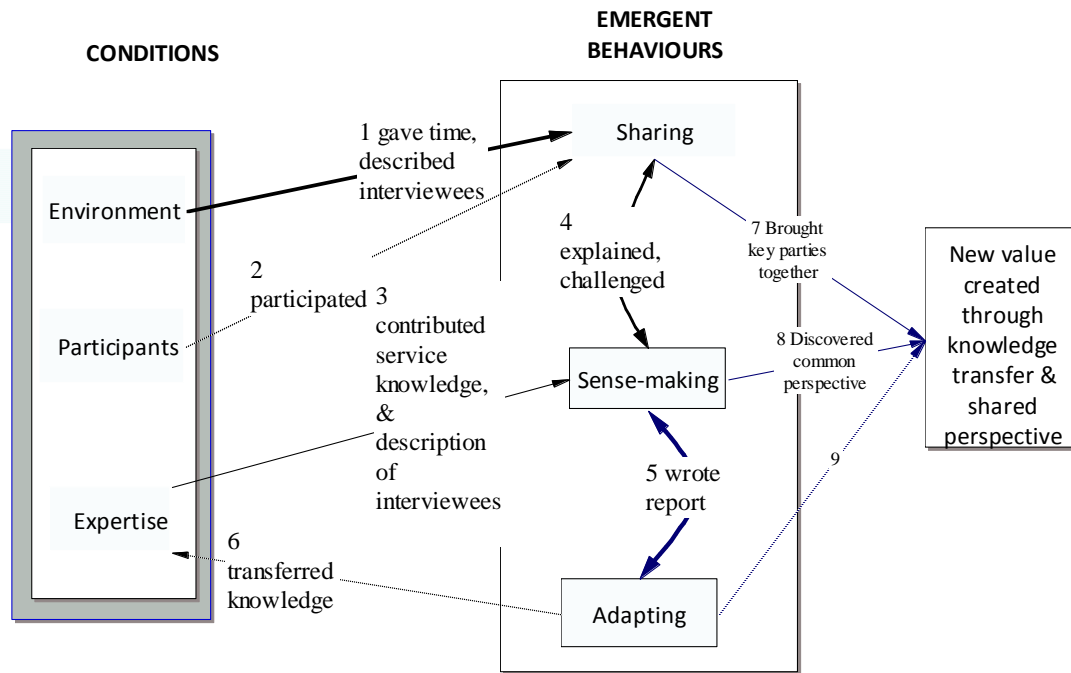 CONDITIONS
EMERGENT
BEHAVIOURS
Environment
Participants
Expertise
1 gave time,
described
interviewees
2
participated
3
contributed
service
knowledge,
&
description
of
interviewees
6
transferred
knowledge
Sharing
4
explained,
challenged
Sense-making
5 wrote
report
Adapting
7 Brought
key parties
together
8 Discovered
common
perspective
9
New value
created
through
knowledge
transfer &
shared
perspective